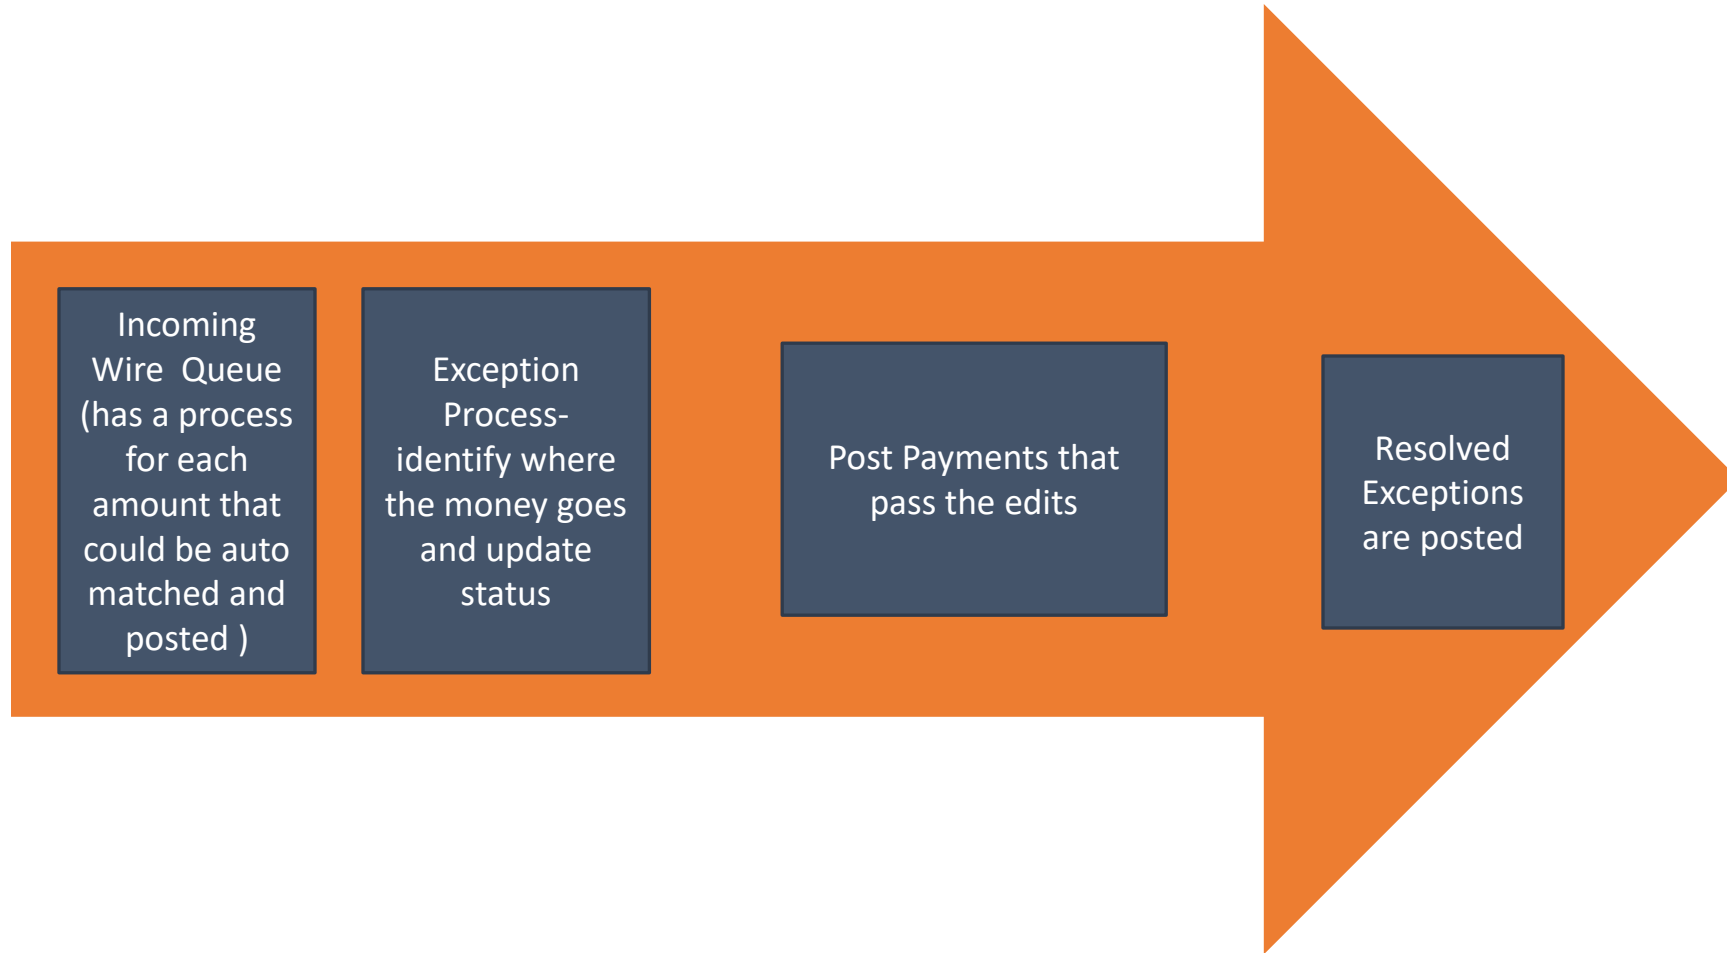 Incoming
Wire  Queue
(has a process
for each
amount that
could be auto
matched and
posted )
Exception
Process-
identify where
the money goes
and update
status
Post Payments that
pass the edits
Resolved
Exceptions
are posted